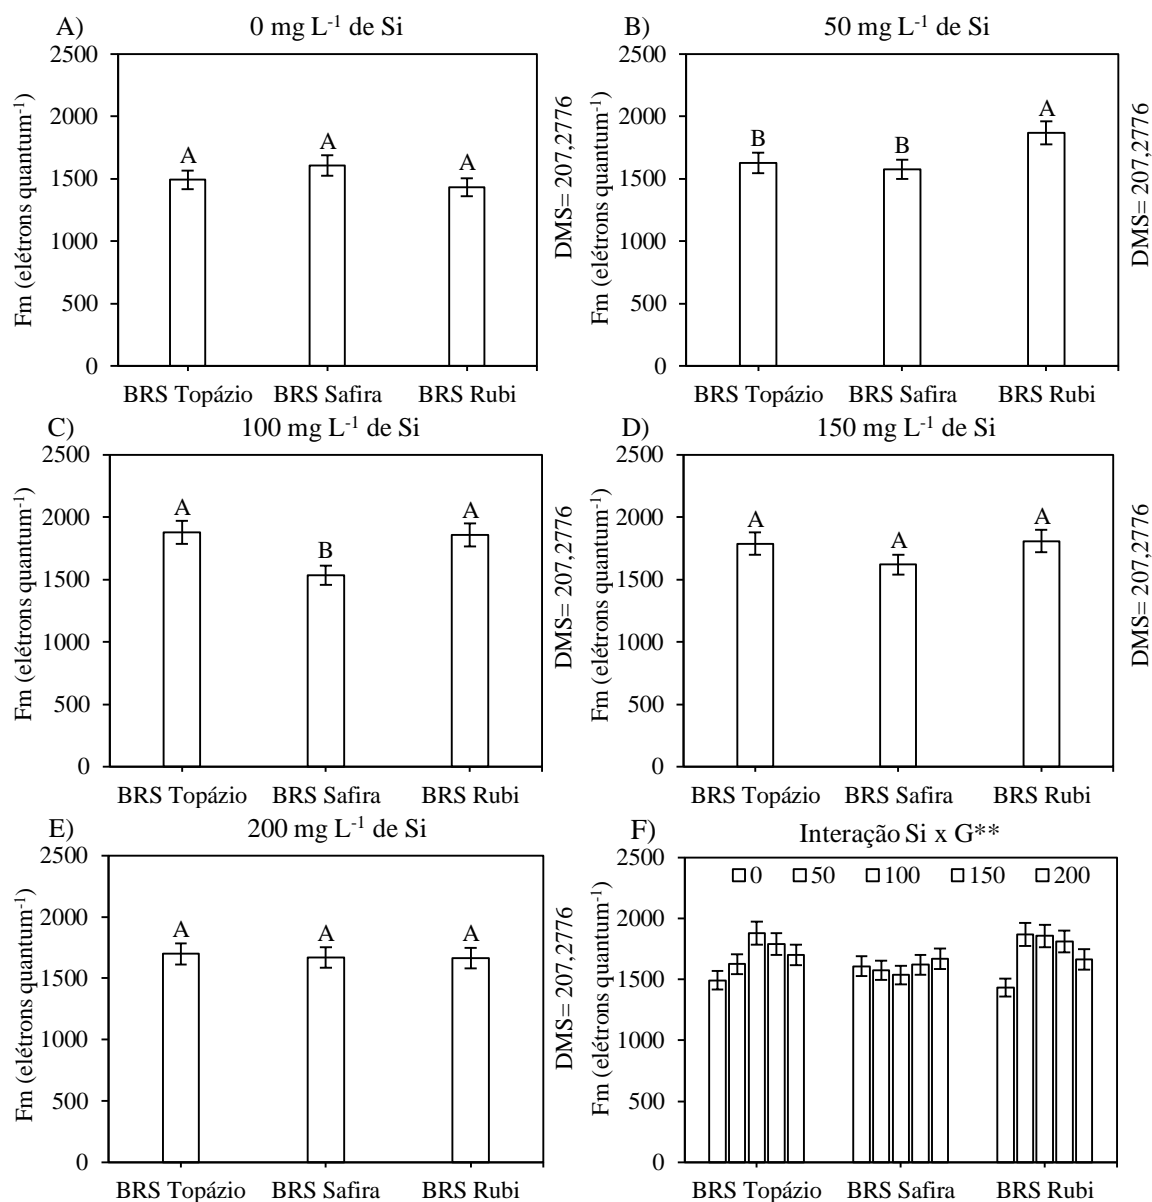 A) 0 mg L-1 de Si
2500
2000
1500
1000
500
0
Fm (elétrons quantum-1)
A A A
BRS Topázio BRS Safira BRS Rubi
DMS= 207,2776
B) 50 mg L-1 de Si
2500
2000
1500
1000
500
0
Fm (elétrons quantum-1)
B B A
BRS Topázio BRS Safira BRS Rubi
DMS= 207,2776
C) 100 mg L-1 de Si
2500
2000
1500
1000
500
0
Fm (elétrons quantum-1)
A B A
BRS Topázio BRS Safira BRS Rubi
DMS= 207,2776
D) 150 mg L-1 de Si
2500
2000
1500
1000
500
0
Fm (elétrons quantum-1)
A A A
BRS Topázio BRS Safira BRS Rubi
DMS= 207,2776
E) 200 mg L-1 de Si
2500
2000
1500
1000
500
0
Fm (elétrons quantum-1)
A A A
BRS Topázio BRS Safira BRS Rubi
DMS= 207,2776
F) Interação Si x G**
2500
2000
1500
1000
500
0
Fm (elétrons quantum-1)
0 50 100 150 200
BRS Topázio BRS Safira BRS Rubi